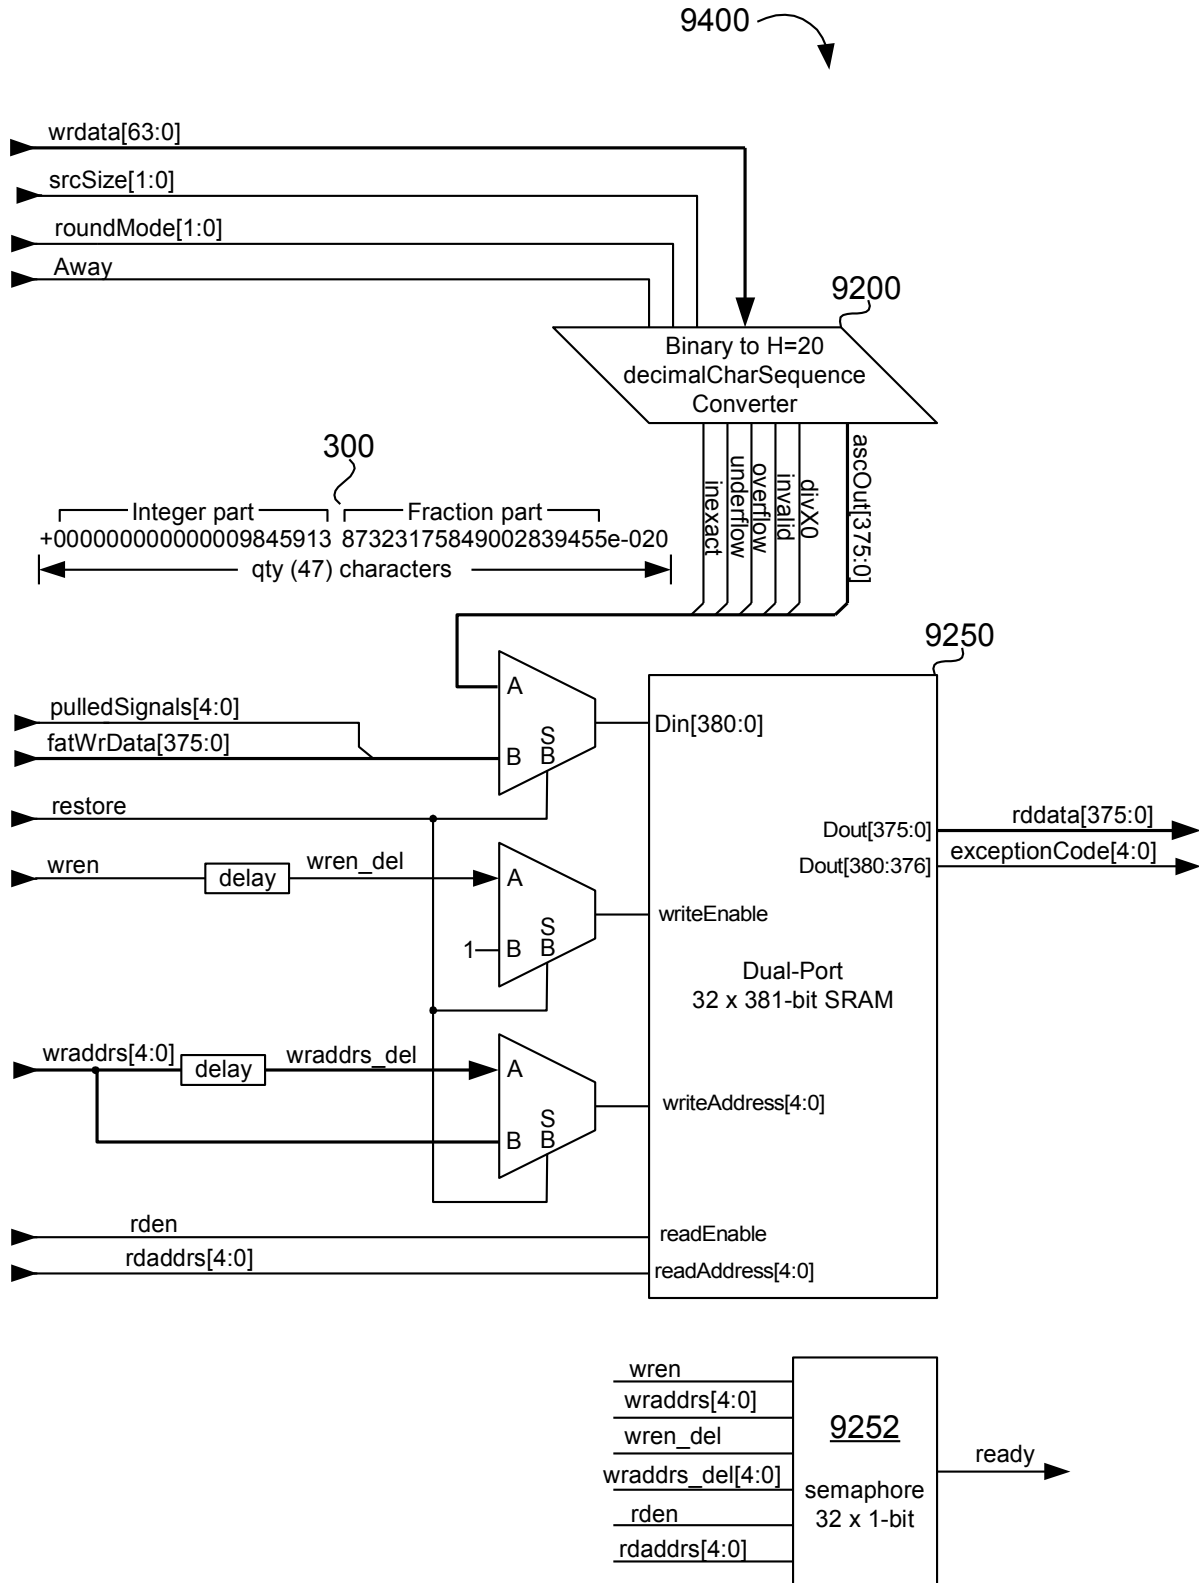 9400
wrdata[63:0]
srcSize[1:0]
roundMode[1:0]
Away
9200
Binary to H=20
decimalCharSequence
Converter
inexact
underflow
overflow
invalid
divX0
ascOut[375:0]
300
Integer part
Fraction part
+000000000000009845913 87323175849002839455e-020
qty (47) characters
9250
A
S
B B
pulledSignals[4:0]
fatWrData[375:0]
Din[380:0]
restore
Dout[375:0]
rddata[375:0]
Dout[380:376]
exceptionCode[4:0]
wren
delay
wren_del
A
S
1 B B
writeEnable
Dual-Port
32 x 381-bit SRAM
wraddrs[4:0]
delay
wraddrs_del
A
S
B B
writeAddress[4:0]
rden
readEnable
rdaddrs[4:0]
readAddress[4:0]
wren
wraddrs[4:0]
wren_del
wraddrs_del[4:0]
rden
rdaddrs[4:0]
9252
semaphore
32 x 1-bit
ready